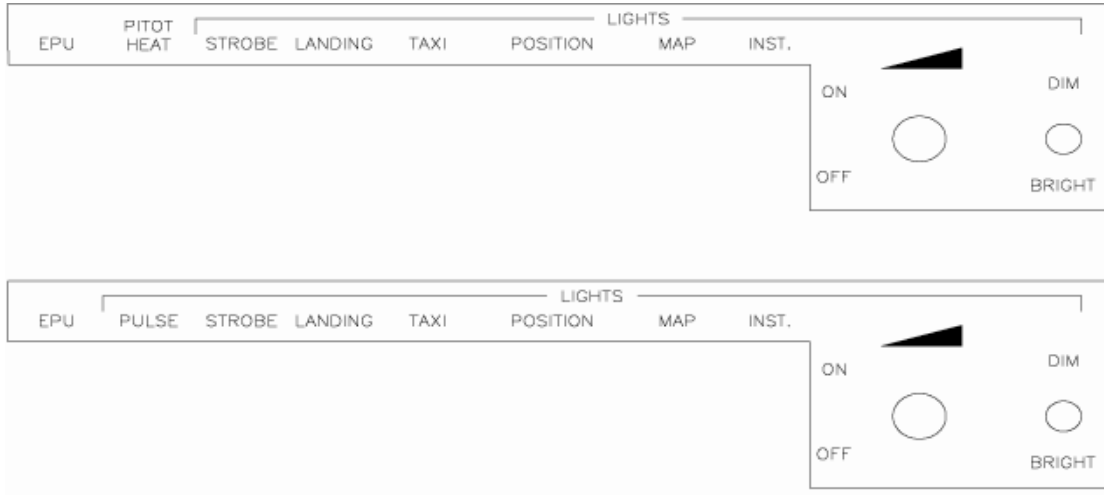 LIGHTS
PITOT
EPU HEAT STROBE LANDING TAXI POSITION MAP INST.
ON DIM
OFF BRIGHT
LIGHTS
EPU PULSE STROBE LANDING TAXI POSITION MAP INST.
ON DIM
OFF BRIGHT